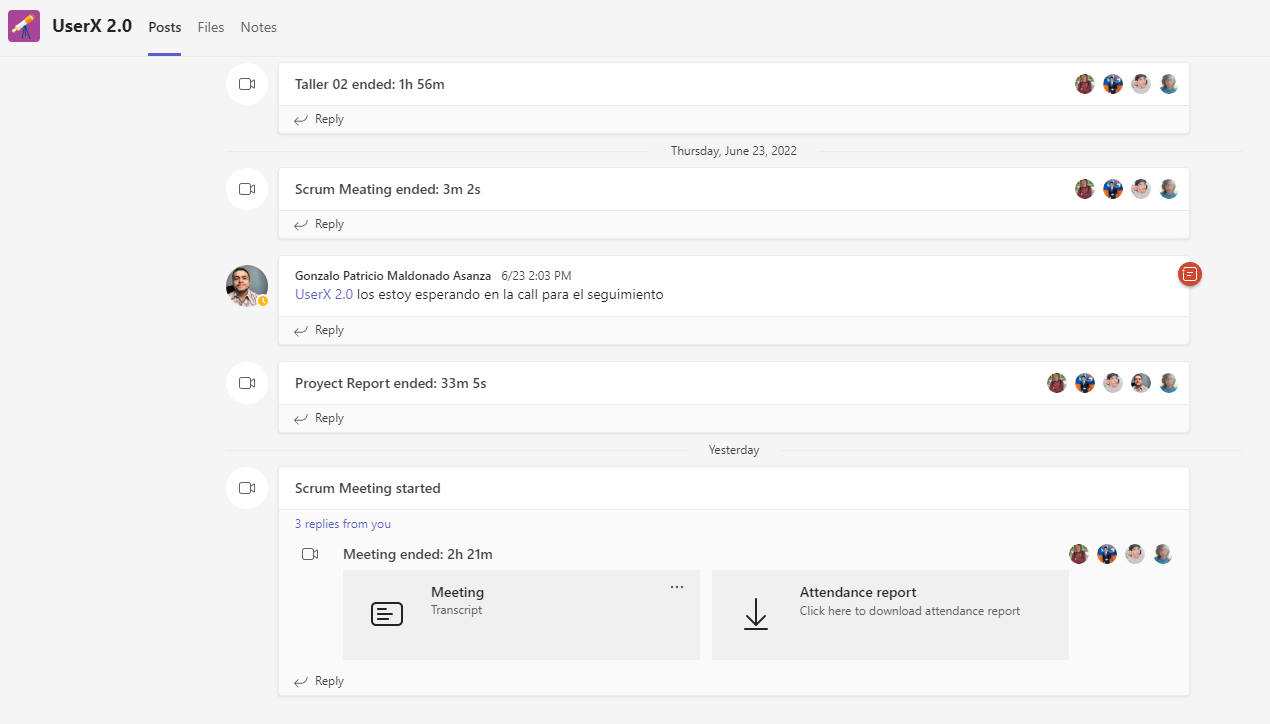 UserX 2.0 Posts Files Notes
Taller 02 ended: 1h 56m
Reply
Thursday, June 23, 2022
Scrum Meating ended: 3m 2s
Reply
Gonzalo Patricio Maldonado Asanza 6/23 2:03 PM
UserX 2.0 los estoy esperando en la call para el seguimiento
Reply
Proyect Report ended: 33m 5s
Reply
Yesterday
Scrum Meeting started
3 replies from you
Meeting ended: 2h 21m
Meeting
Transcript
Attendance report
Click here to download attendance report
Reply